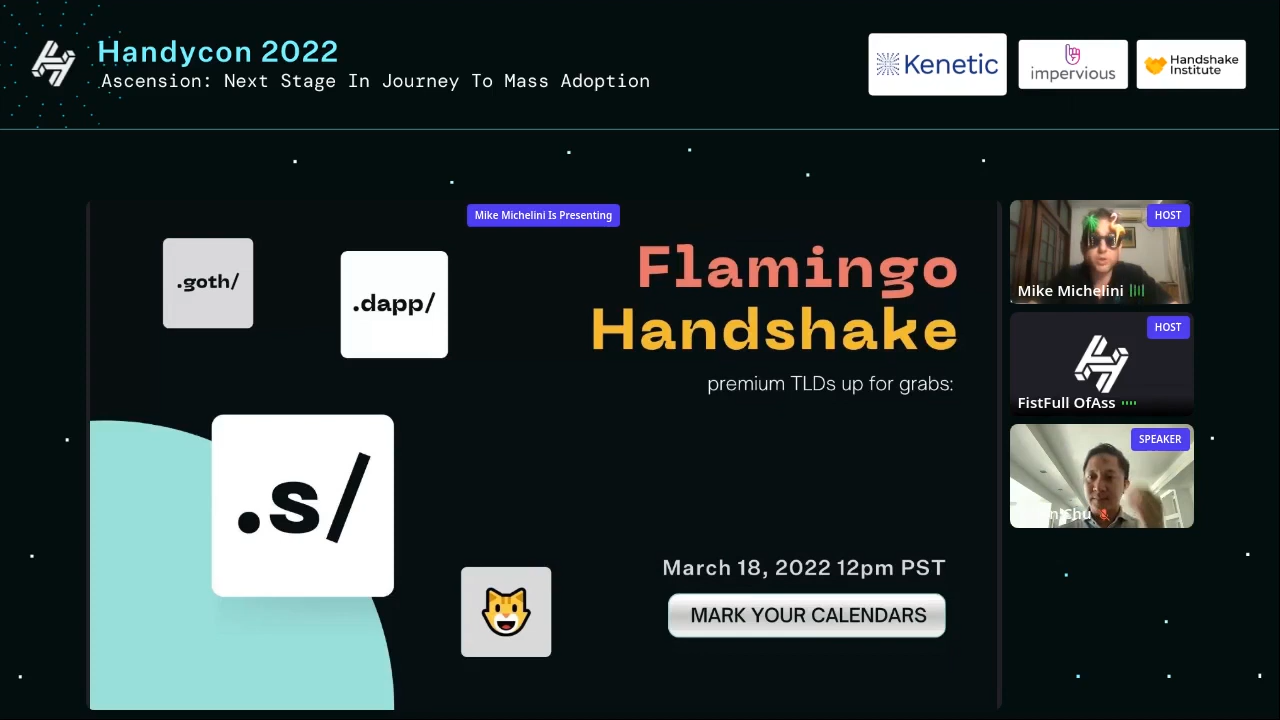 Handycon 2022
Ascension: Next Stage In Journey To Mass Adoption
Kenetic
impervious
Handshake
Institute
Mike Michelini Is Presenting
.goth/
.dapp/
.s/
Flamingo
Handshake
premium TLDs up for grabs:
March 18, 2022 12pm PST
MARK YOUR CALENDARS
HOST
Mike Michelini
HOST
FistFull OfAss
SPEAKER
Chu